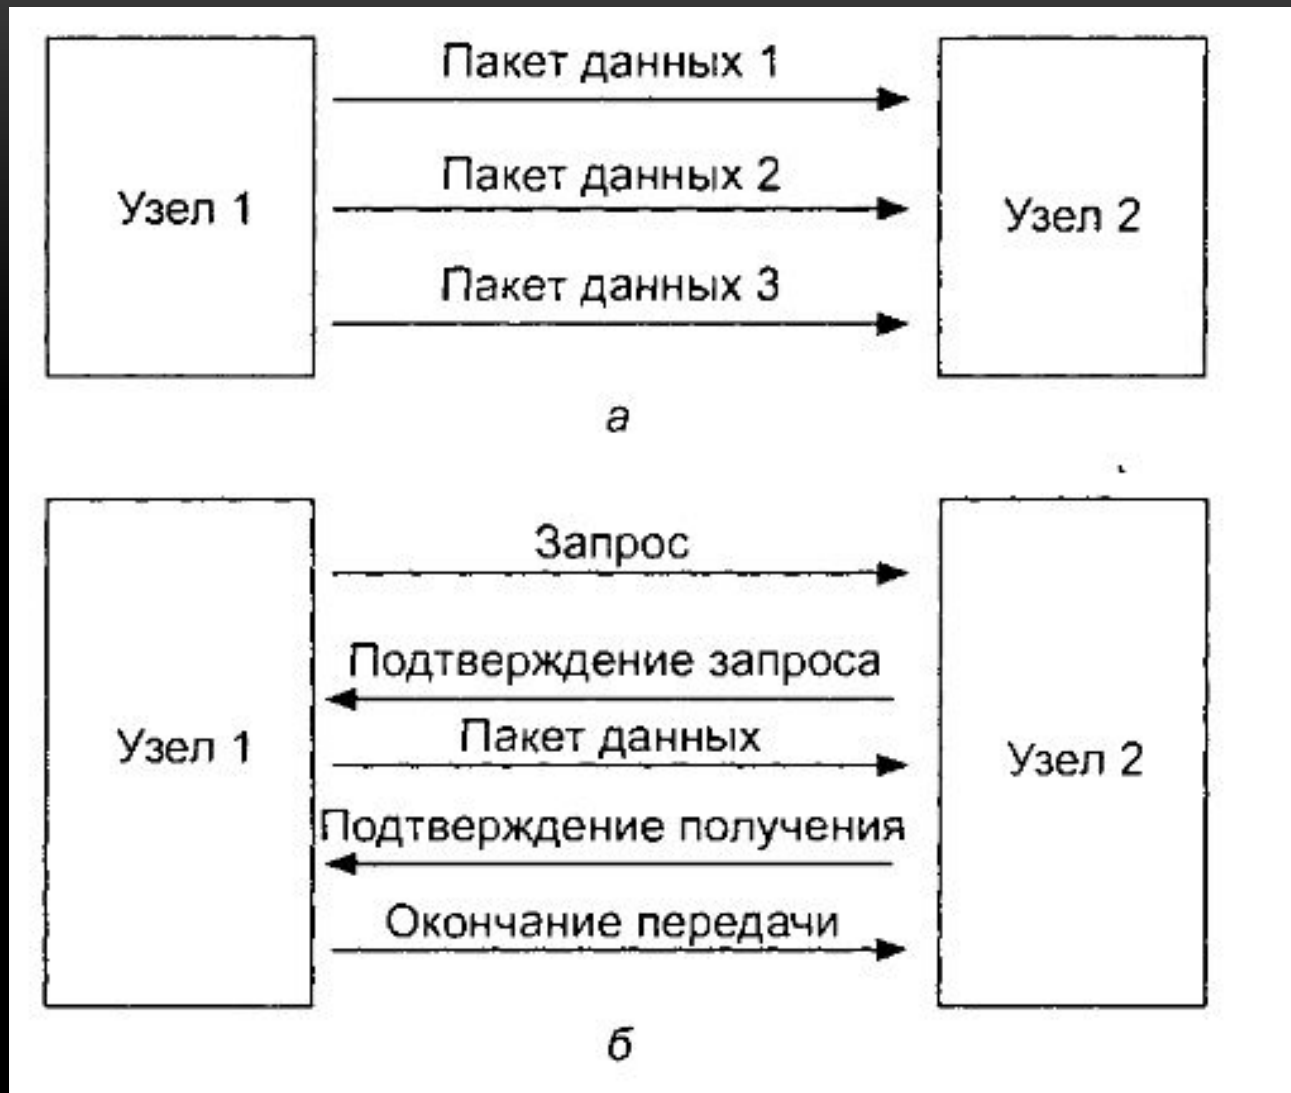 Пакет данных 1
Пакет данных 2
Узел 1
Узел 2
Пакет данных 3
а
Запрос
Подтверждение запроса
Пакет данных
Узел 1
Узел 2
Подтверждение получения
Окончание передачи
б